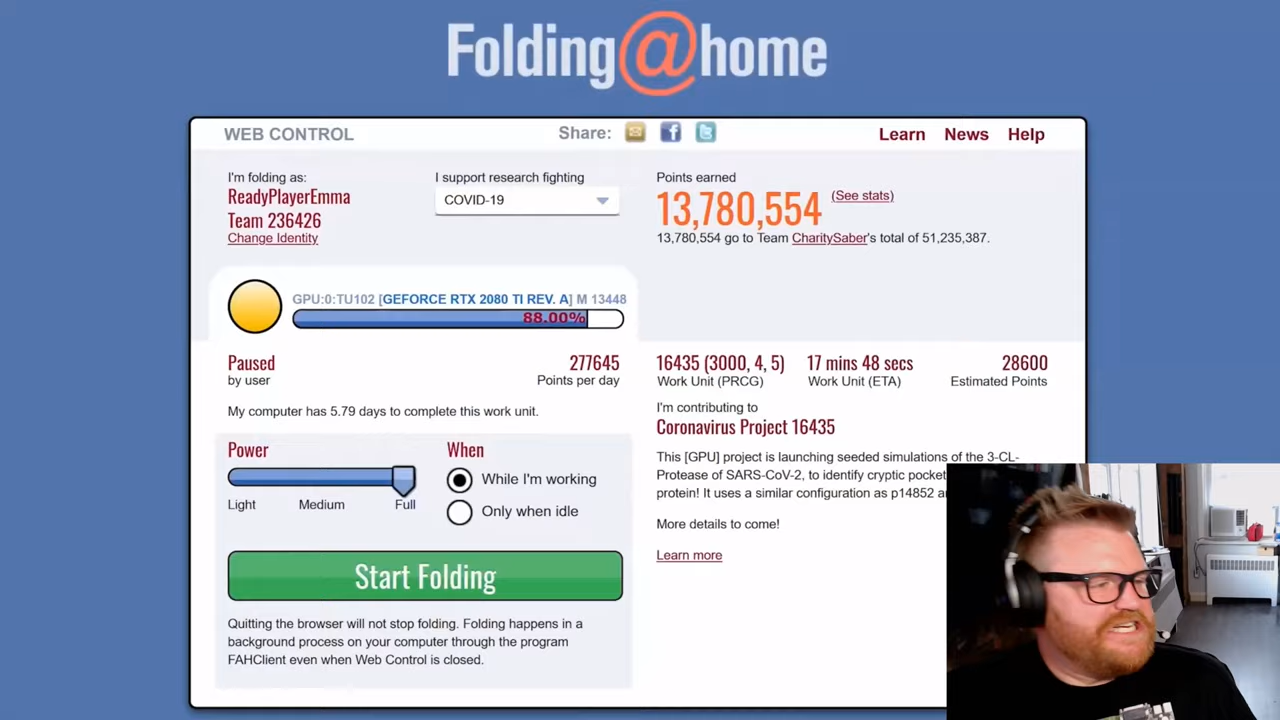 Folding@home
WEB CONTROL
Share:
Learn News Help
I'm folding as:
ReadyPlayerEmma
Team 236426
Change Identity
I support research fighting
COVID-19
Points earned
13,780,554 (See stats)
13,780,554 go to Team CharitySaber's total of 51,235,387.
GPU:0:TU102 [GEFORCE RTX 2080 TI REV. A] M 13448
88.00%
Paused
by user
277645
Points per day
16435 (3000, 4, 5)
Work Unit (PRCG)
17 mins 48 secs
Work Unit (ETA)
28600
Estimated Points
My computer has 5.79 days to complete this work unit.
I'm contributing to
Coronavirus Project 16435
This [GPU] project is launching seeded simulations of the 3-CL-
Protease of SARS-CoV-2, to identify cryptic pocket
protein! It uses a similar configuration as p14852
More details to come!
Learn more
Power
Light Medium Full
When
While I'm working
Only when idle
Start Folding
Quitting the browser will not stop folding. Folding happens in a
background process on your computer through the program
FAHClient even when Web Control is closed.